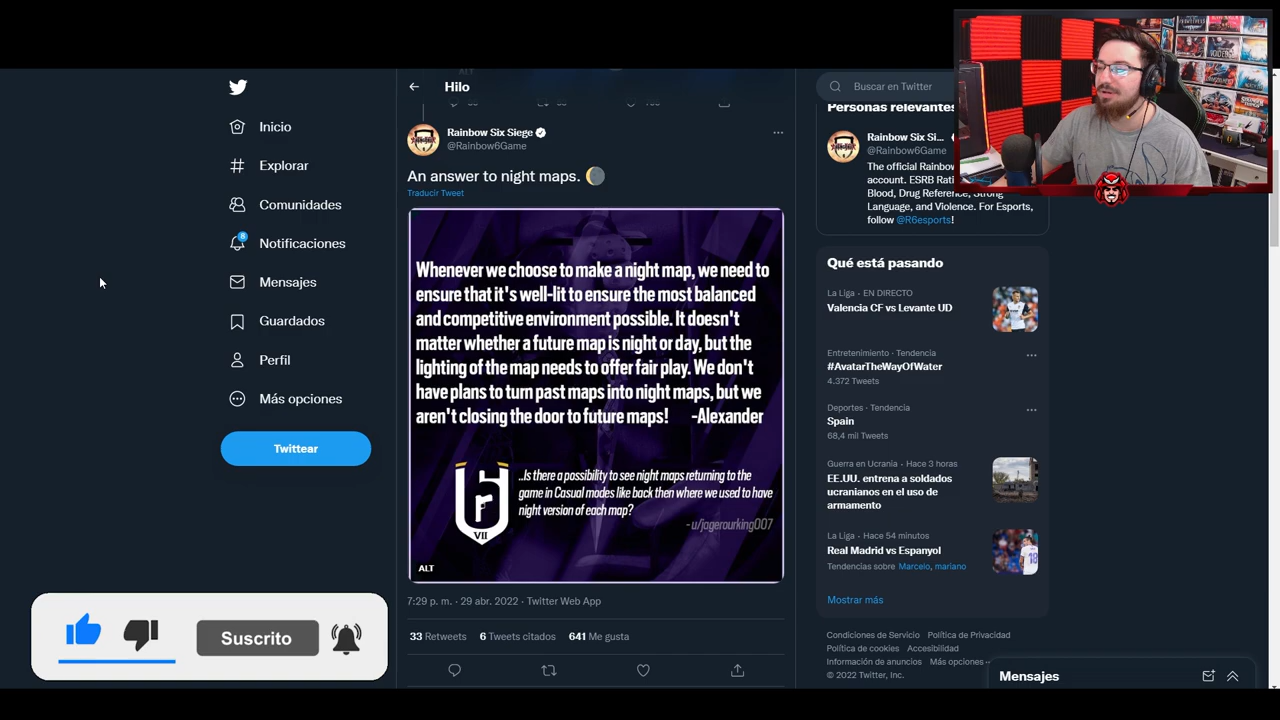 Hilo
Buscar en Twitter
Inicio
Explorar
Comunidades
8
Notificaciones
Mensajes
Guardados
Perfil
Más opciones
Twittear
Rainbow Six Siege
@Rainbow6Game
An answer to night maps.
Traducir Tweet
Whenever we choose to make a night map, we need to
ensure that it's well-lit to ensure the most balanced
and competitive environment possible. It doesn't
matter whether a future map is night or day, but the
lighting of the map needs to offer fair play. We don't
have plans to turn past maps into night maps, but we
aren't closing the door to future maps! -Alexander
..Is there a possibility to see night maps returning to the
game in Casual modes like back then where we used to have
night version of each map?
- u/jagerourking007
VII
ALT
7:29 p. m. · 29 abr. 2022 · Twitter Web App
33 Retweets 6 Tweets citados 641 Me gusta
Personas relevantes
Rainbow Six Si...
@Rainbow6Game
The official Rainbow
account. ESRB Rati
Blood, Drug Reference, Strong
Language, and Violence. For Esports,
follow @R6esports!
Qué está pasando
La Liga · EN DIRECTO
Valencia CF vs Levante UD
Entretenimiento · Tendencia
#AvatarTheWayOfWater
4.372 Tweets
Deportes · Tendencia
Spain
68,4 mil Tweets
Guerra en Ucrania · Hace 3 horas
EE.UU. entrena a soldados
ucranianos en el uso de
armamento
La Liga · Hace 54 minutos
Real Madrid vs Espanyol
Tendencias sobre Marcelo, mariano
Mostrar más
Condiciones de Servicio Política de Privacidad
Política de cookies Accesibilidad
Información de anuncios Más opciones
© 2022 Twitter, Inc.
Mensajes
Suscrito